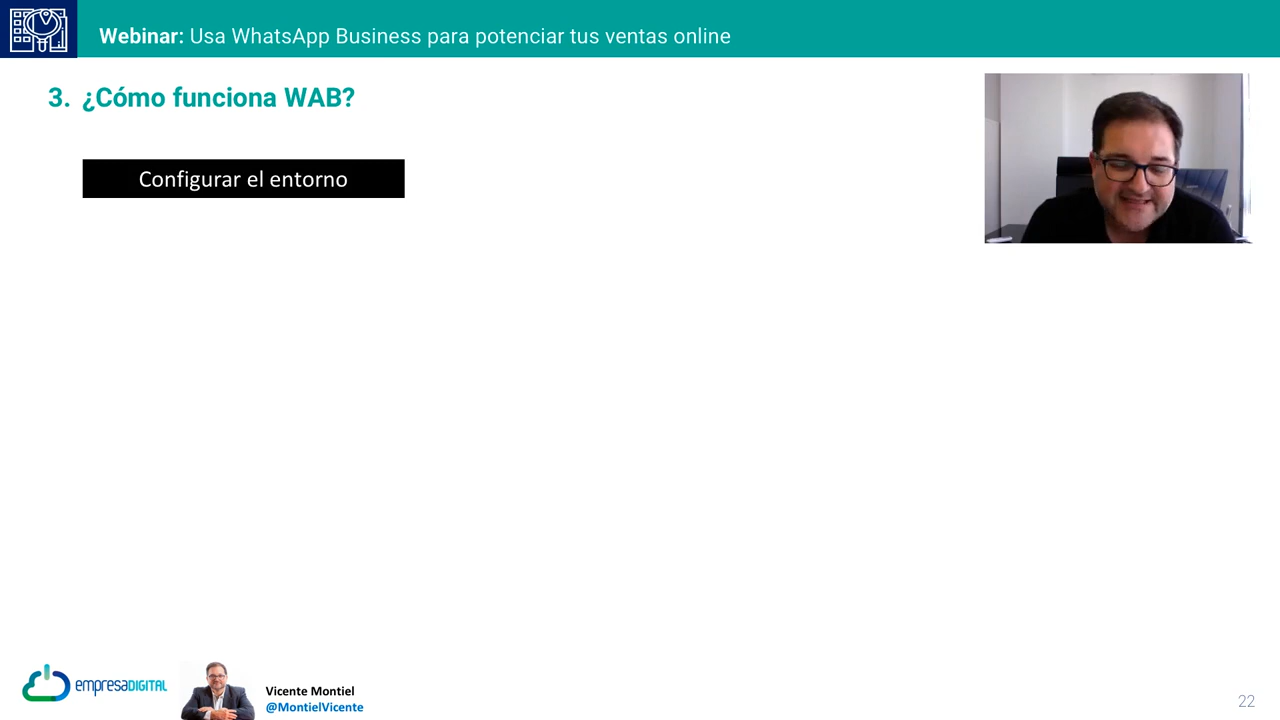 Webinar: Usa WhatsApp Business para potenciar tus ventas online
3. ¿Cómo funciona WAB?
Configurar el entorno
empresaDIGITAL
Vicente Montiel
@MontielVicente
22